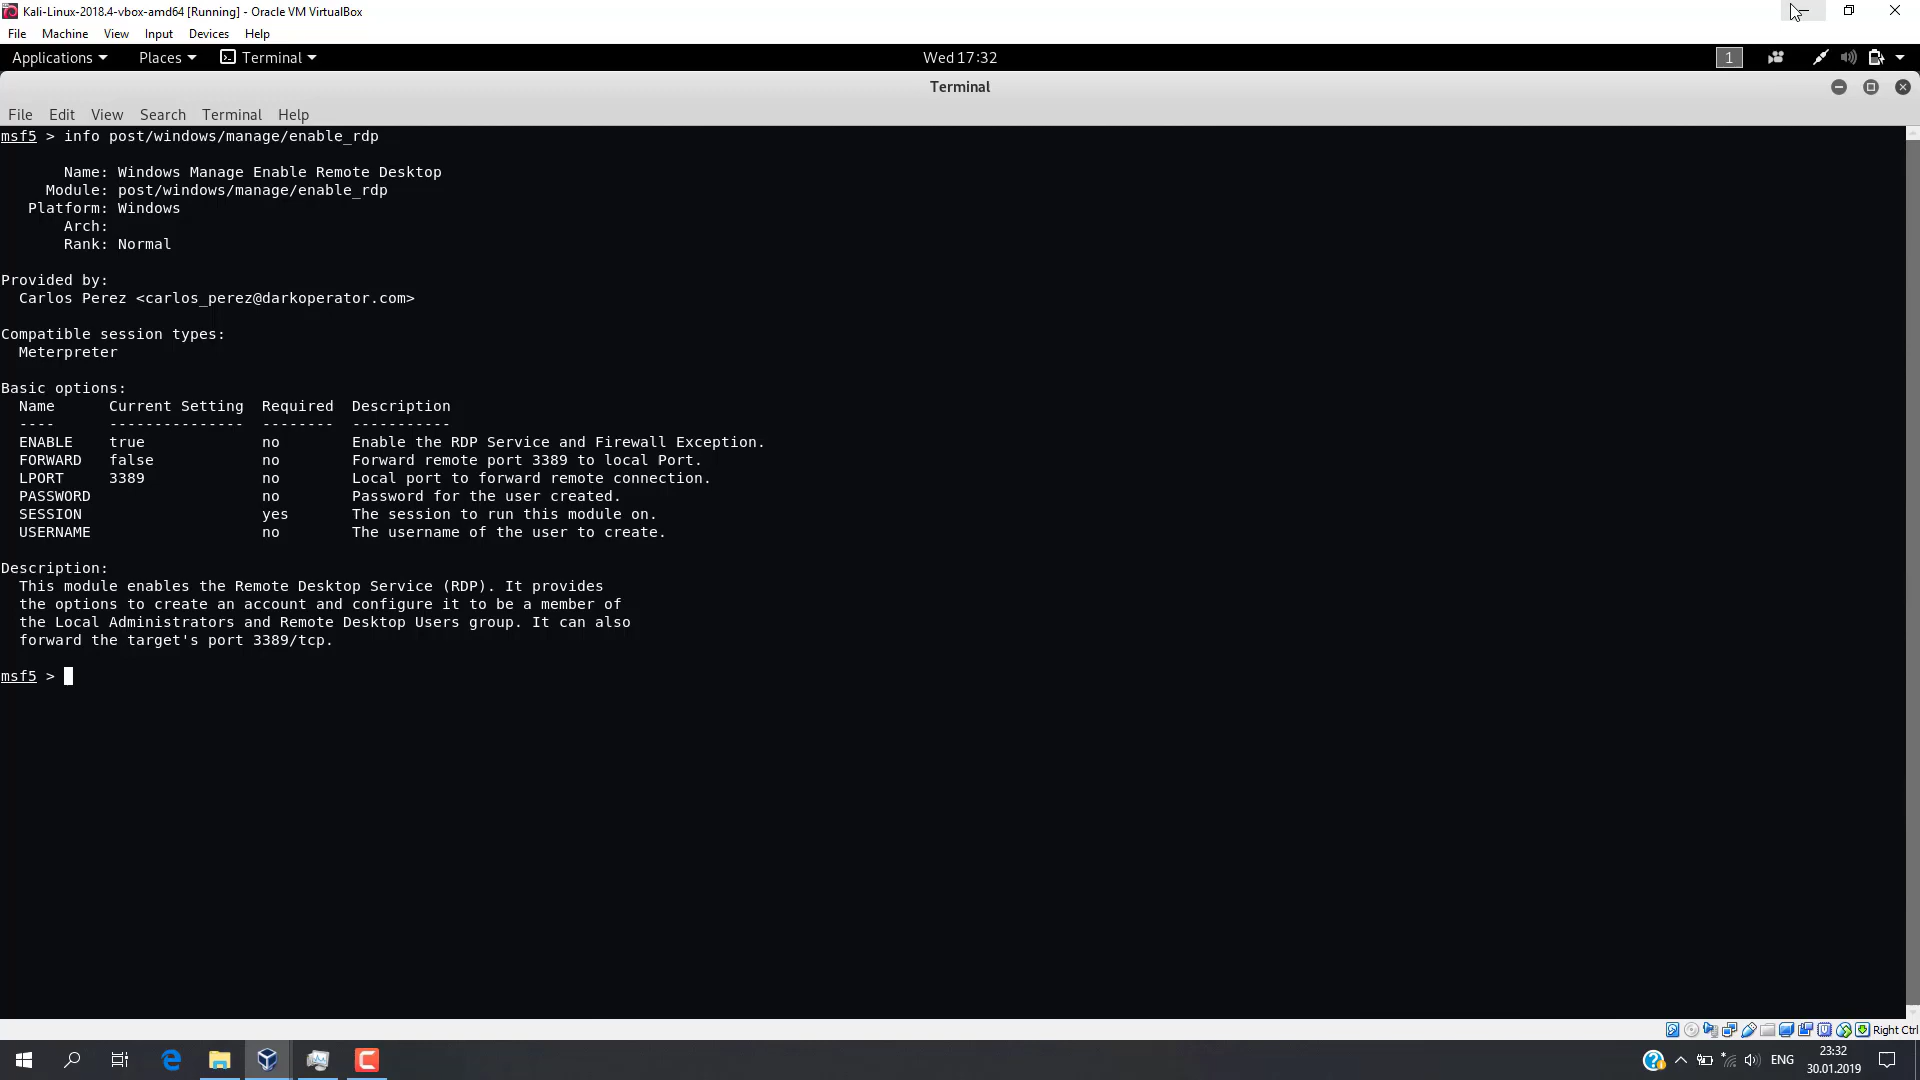 Kali-Linux-2018.4-vbox-amd64 [Running] - Oracle VM VirtualBox
File Machine View Input Devices Help
Applications Places Terminal Wed 17:32 1
Terminal
File Edit View Search Terminal Help
msf5 > info post/windows/manage/enable_rdp
Name: Windows Manage Enable Remote Desktop
Module: post/windows/manage/enable_rdp
Platform: Windows
Arch:
Rank: Normal
Provided by:
Carlos Perez <carlos_perez@darkoperator.com>
Compatible session types:
Meterpreter
Basic options:
Name Current Setting Required Description
---- --------------- -------- -----------
ENABLE true no Enable the RDP Service and Firewall Exception.
FORWARD false no Forward remote port 3389 to local Port.
LPORT 3389 no Local port to forward remote connection.
PASSWORD no Password for the user created.
SESSION yes The session to run this module on.
USERNAME no The username of the user to create.
Description:
This module enables the Remote Desktop Service (RDP). It provides
the options to create an account and configure it to be a member of
the Local Administrators and Remote Desktop Users group. It can also
forward the target's port 3389/tcp.
msf5 >
Right Ctrl
ENG 23:32
30.01.2019